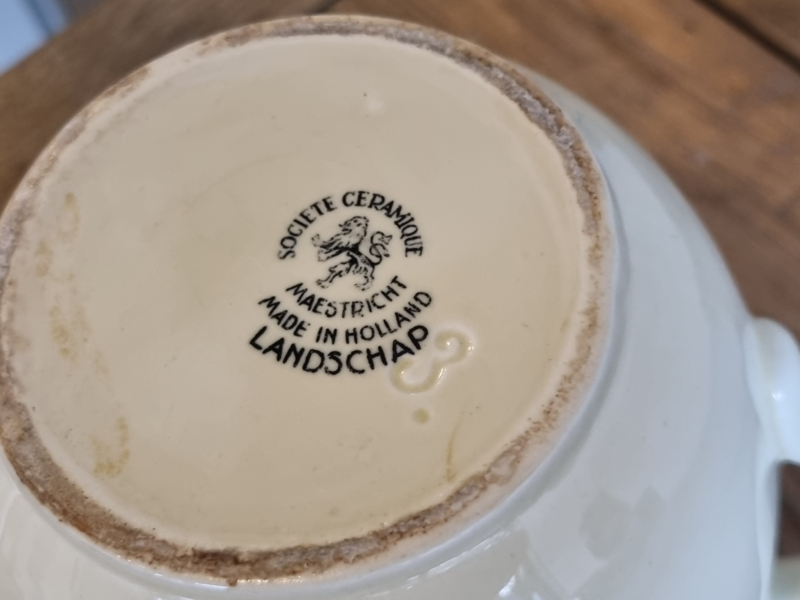 SOCIETE CERAMIQUE
MAESTRICHT
MADE IN HOLLAND
LANDSCHAP
3